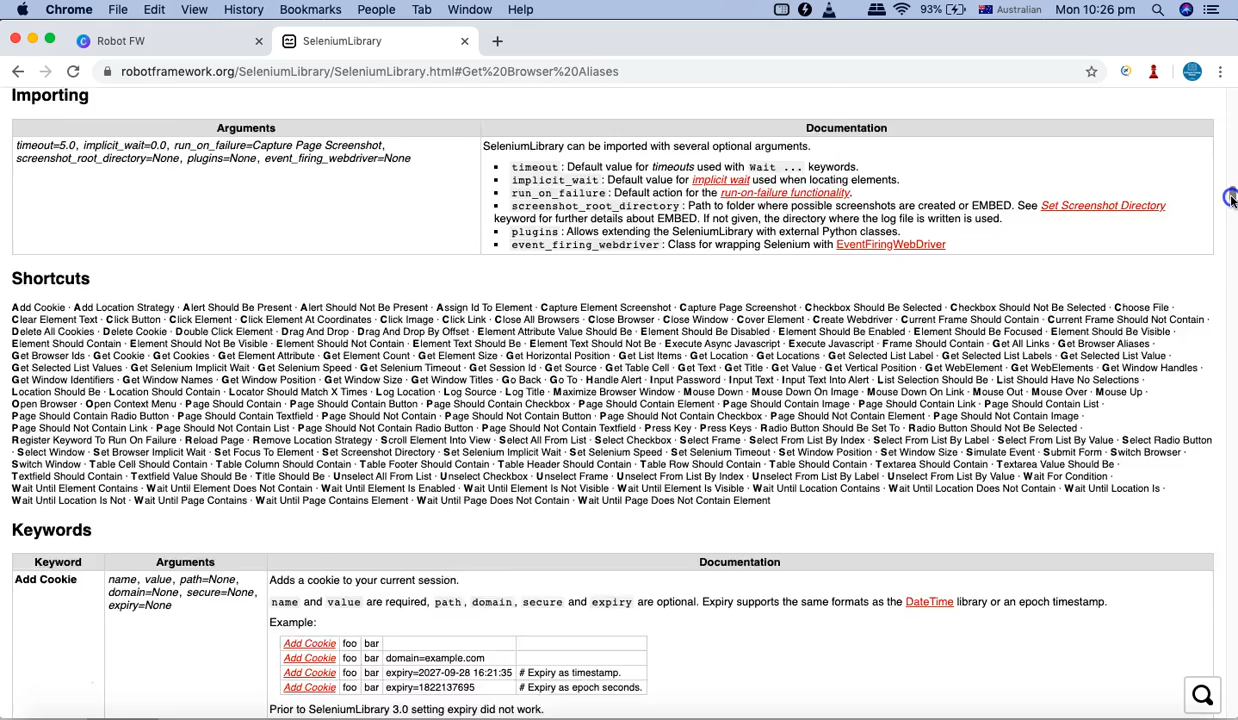 Chrome File Edit View History Bookmarks People Tab Window Help 93% Australian Mon 10:26 pm
Robot FW SeleniumLibrary
robotframework.org/SeleniumLibrary/SeleniumLibrary.html#Get%20Browser%20Aliases
Importing
Arguments Documentation
timeout=5.0, implicit_wait=0.0, run_on_failure=Capture Page Screenshot, SeleniumLibrary can be imported with several optional arguments.
screenshot_root_directory=None, plugins=None, event_firing_webdriver=None
▪ timeout: Default value for timeouts used with Wait ... keywords.
▪ implicit_wait: Default value for implicit wait used when locating elements.
▪ run_on_failure: Default action for the run-on-failure functionality.
▪ screenshot_root_directory: Path to folder where possible screenshots are created or EMBED. See Set Screenshot Directory
keyword for further details about EMBED. If not given, the directory where the log file is written is used.
▪ plugins: Allows extending the SeleniumLibrary with external Python classes.
▪ event_firing_webdriver: Class for wrapping Selenium with EventFiringWebDriver
Shortcuts
Add Cookie · Add Location Strategy · Alert Should Be Present · Alert Should Not Be Present · Assign Id To Element · Capture Element Screenshot · Capture Page Screenshot · Checkbox Should Be Selected · Checkbox Should Not Be Selected · Choose File ·
Clear Element Text · Click Button · Click Element · Click Element At Coordinates · Click Image · Click Link · Close All Browsers · Close Browser · Close Window · Cover Element · Create Webdriver · Current Frame Should Contain · Current Frame Should Not Contain ·
Delete All Cookies · Delete Cookie · Double Click Element · Drag And Drop · Drag And Drop By Offset · Element Attribute Value Should Be · Element Should Be Disabled · Element Should Be Enabled · Element Should Be Focused · Element Should Be Visible ·
Element Should Contain · Element Should Not Be Visible · Element Should Not Contain · Element Text Should Be · Element Text Should Not Be · Execute Async Javascript · Execute Javascript · Frame Should Contain · Get All Links · Get Browser Aliases ·
Get Browser Ids · Get Cookie · Get Cookies · Get Element Attribute · Get Element Count · Get Element Size · Get Horizontal Position · Get List Items · Get Location · Get Locations · Get Selected List Label · Get Selected List Labels · Get Selected List Value ·
Get Selected List Values · Get Selenium Implicit Wait · Get Selenium Speed · Get Selenium Timeout · Get Session Id · Get Source · Get Table Cell · Get Text · Get Title · Get Value · Get Vertical Position · Get WebElement · Get WebElements · Get Window Handles ·
Get Window Identifiers · Get Window Names · Get Window Position · Get Window Size · Get Window Titles · Go Back · Go To · Handle Alert · Input Password · Input Text · Input Text Into Alert · List Selection Should Be · List Should Have No Selections ·
Location Should Be · Location Should Contain · Locator Should Match X Times · Log Location · Log Source · Log Title · Maximize Browser Window · Mouse Down · Mouse Down On Image · Mouse Down On Link · Mouse Out · Mouse Over · Mouse Up ·
Open Browser · Open Context Menu · Page Should Contain · Page Should Contain Button · Page Should Contain Checkbox · Page Should Contain Element · Page Should Contain Image · Page Should Contain Link · Page Should Contain List ·
Page Should Contain Radio Button · Page Should Contain Textfield · Page Should Not Contain · Page Should Not Contain Button · Page Should Not Contain Checkbox · Page Should Not Contain Element · Page Should Not Contain Image ·
Page Should Not Contain Link · Page Should Not Contain List · Page Should Not Contain Radio Button · Page Should Not Contain Textfield · Press Key · Press Keys · Radio Button Should Be Set To · Radio Button Should Not Be Selected ·
Register Keyword To Run On Failure · Reload Page · Remove Location Strategy · Scroll Element Into View · Select All From List · Select Checkbox · Select Frame · Select From List By Index · Select From List By Label · Select From List By Value · Select Radio Button
· Select Window · Set Browser Implicit Wait · Set Focus To Element · Set Screenshot Directory · Set Selenium Implicit Wait · Set Selenium Speed · Set Selenium Timeout · Set Window Position · Set Window Size · Simulate Event · Submit Form · Switch Browser ·
Switch Window · Table Cell Should Contain · Table Column Should Contain · Table Footer Should Contain · Table Header Should Contain · Table Row Should Contain · Table Should Contain · Textarea Should Contain · Textarea Value Should Be ·
Textfield Should Contain · Textfield Value Should Be · Title Should Be · Unselect All From List · Unselect Checkbox · Unselect Frame · Unselect From List By Index · Unselect From List By Label · Unselect From List By Value · Wait For Condition ·
Wait Until Element Contains · Wait Until Element Does Not Contain · Wait Until Element Is Enabled · Wait Until Element Is Not Visible · Wait Until Element Is Visible · Wait Until Location Contains · Wait Until Location Does Not Contain · Wait Until Location Is ·
Wait Until Location Is Not · Wait Until Page Contains · Wait Until Page Contains Element · Wait Until Page Does Not Contain · Wait Until Page Does Not Contain Element
Keywords
Keyword Arguments Documentation
Add Cookie name, value, path=None, Adds a cookie to your current session.
domain=None, secure=None,
expiry=None
name and value are required, path, domain, secure and expiry are optional. Expiry supports the same formats as the DateTime library or an epoch timestamp.
Example:
Add Cookie foo bar
Add Cookie foo bar domain=example.com
Add Cookie foo bar expiry=2027-09-28 16:21:35 # Expiry as timestamp.
Add Cookie foo bar expiry=1822137695 # Expiry as epoch seconds.
Prior to SeleniumLibrary 3.0 setting expiry did not work.